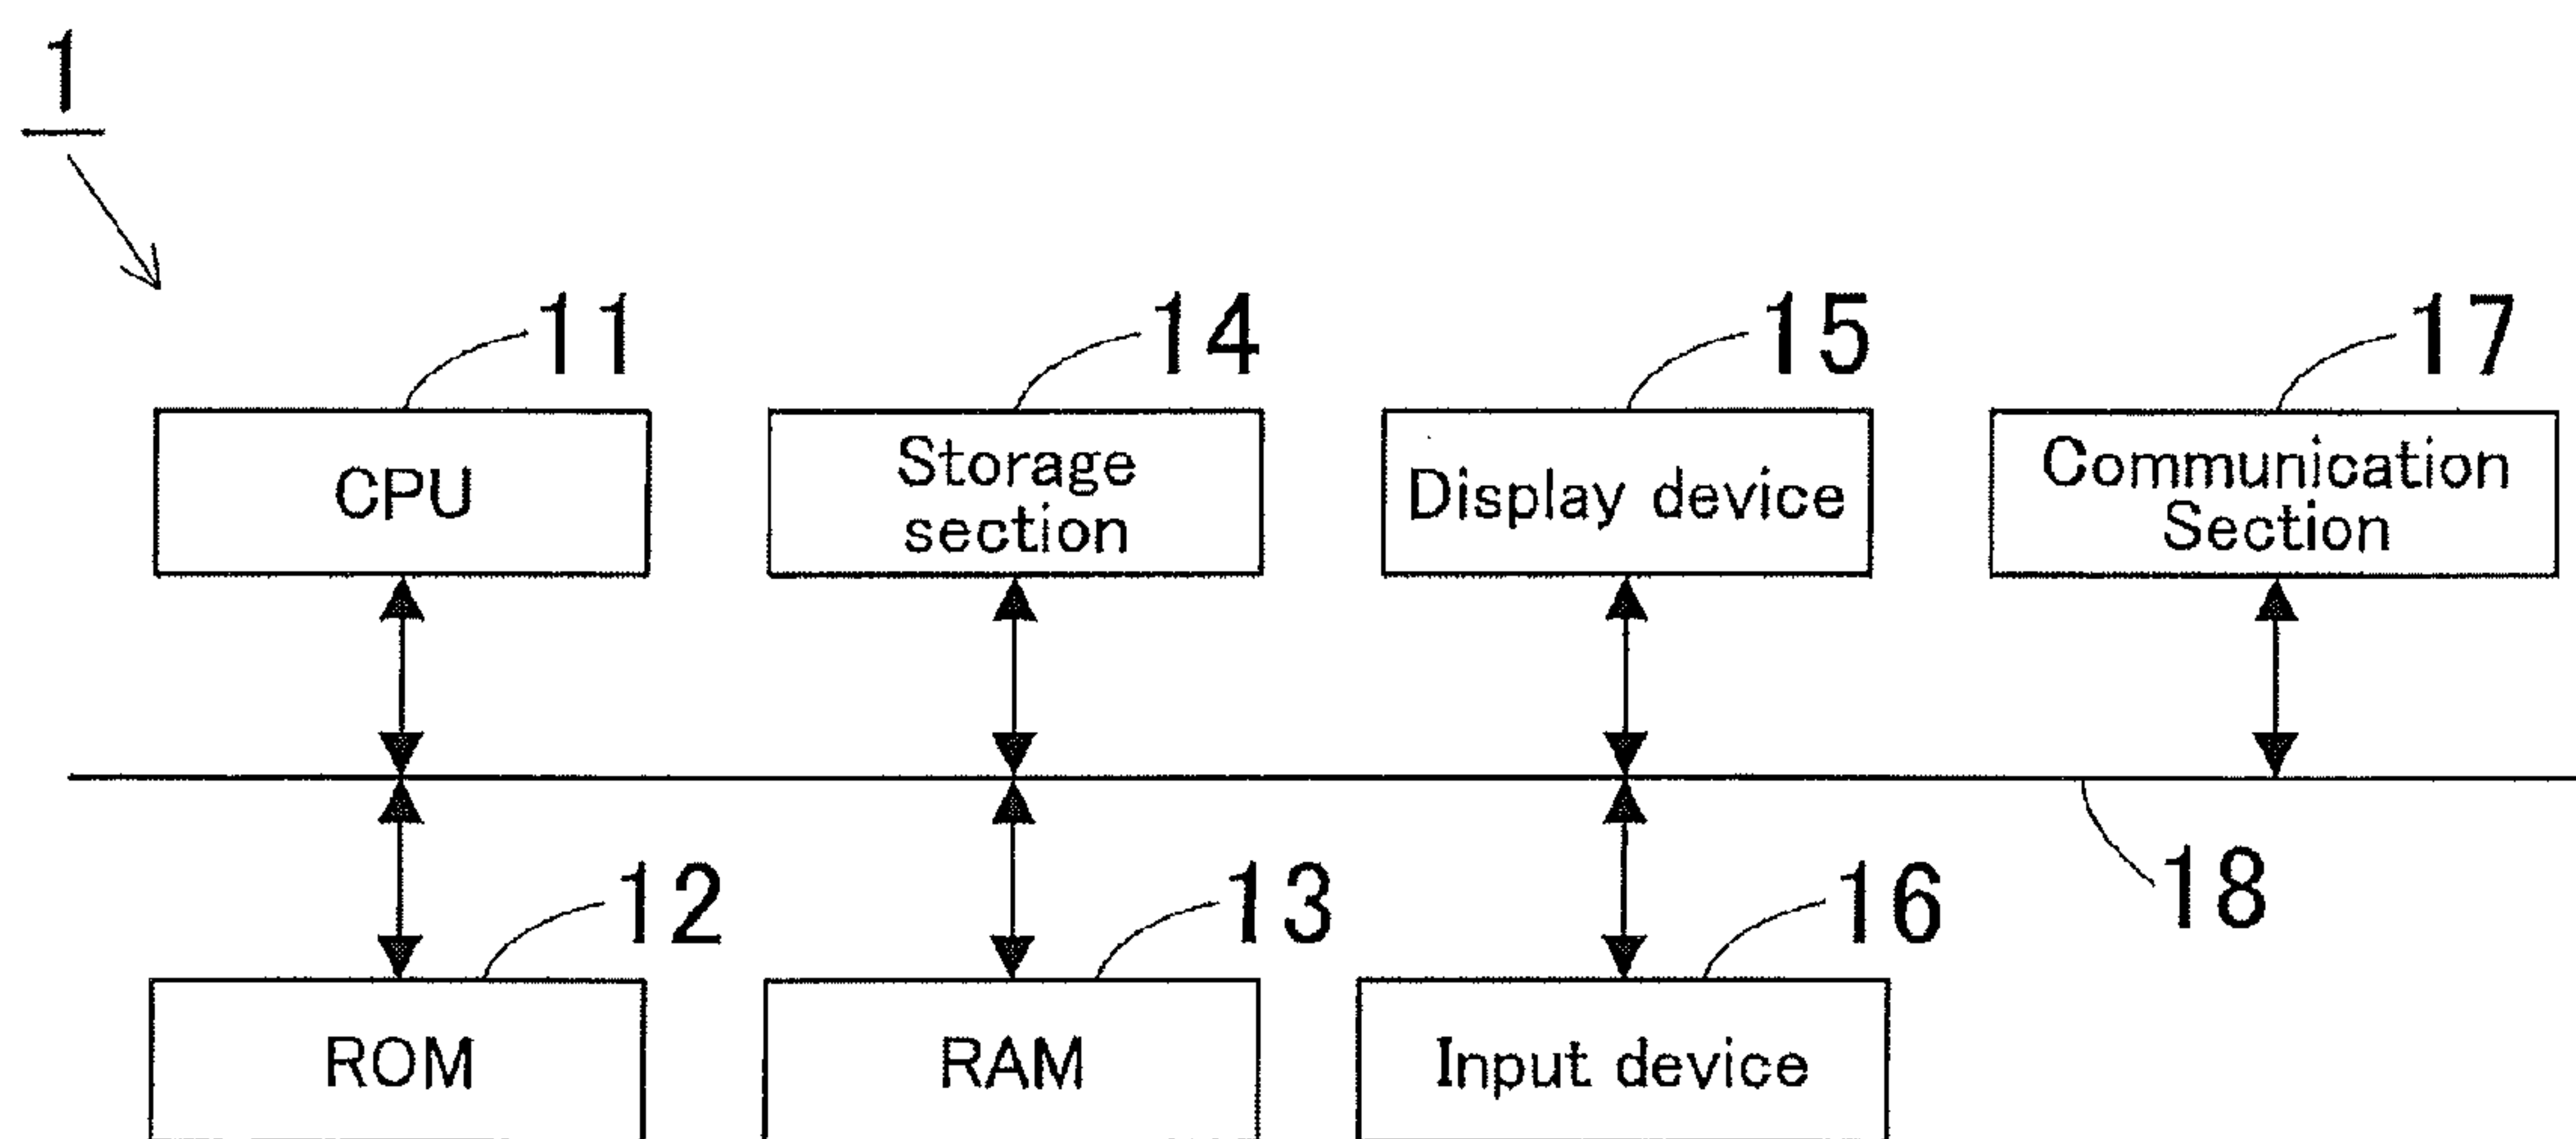 1
11
14
15
17
CPU
Storage
section
Display device
Communication
Section
12
13
16
18
ROM
RAM
Input device